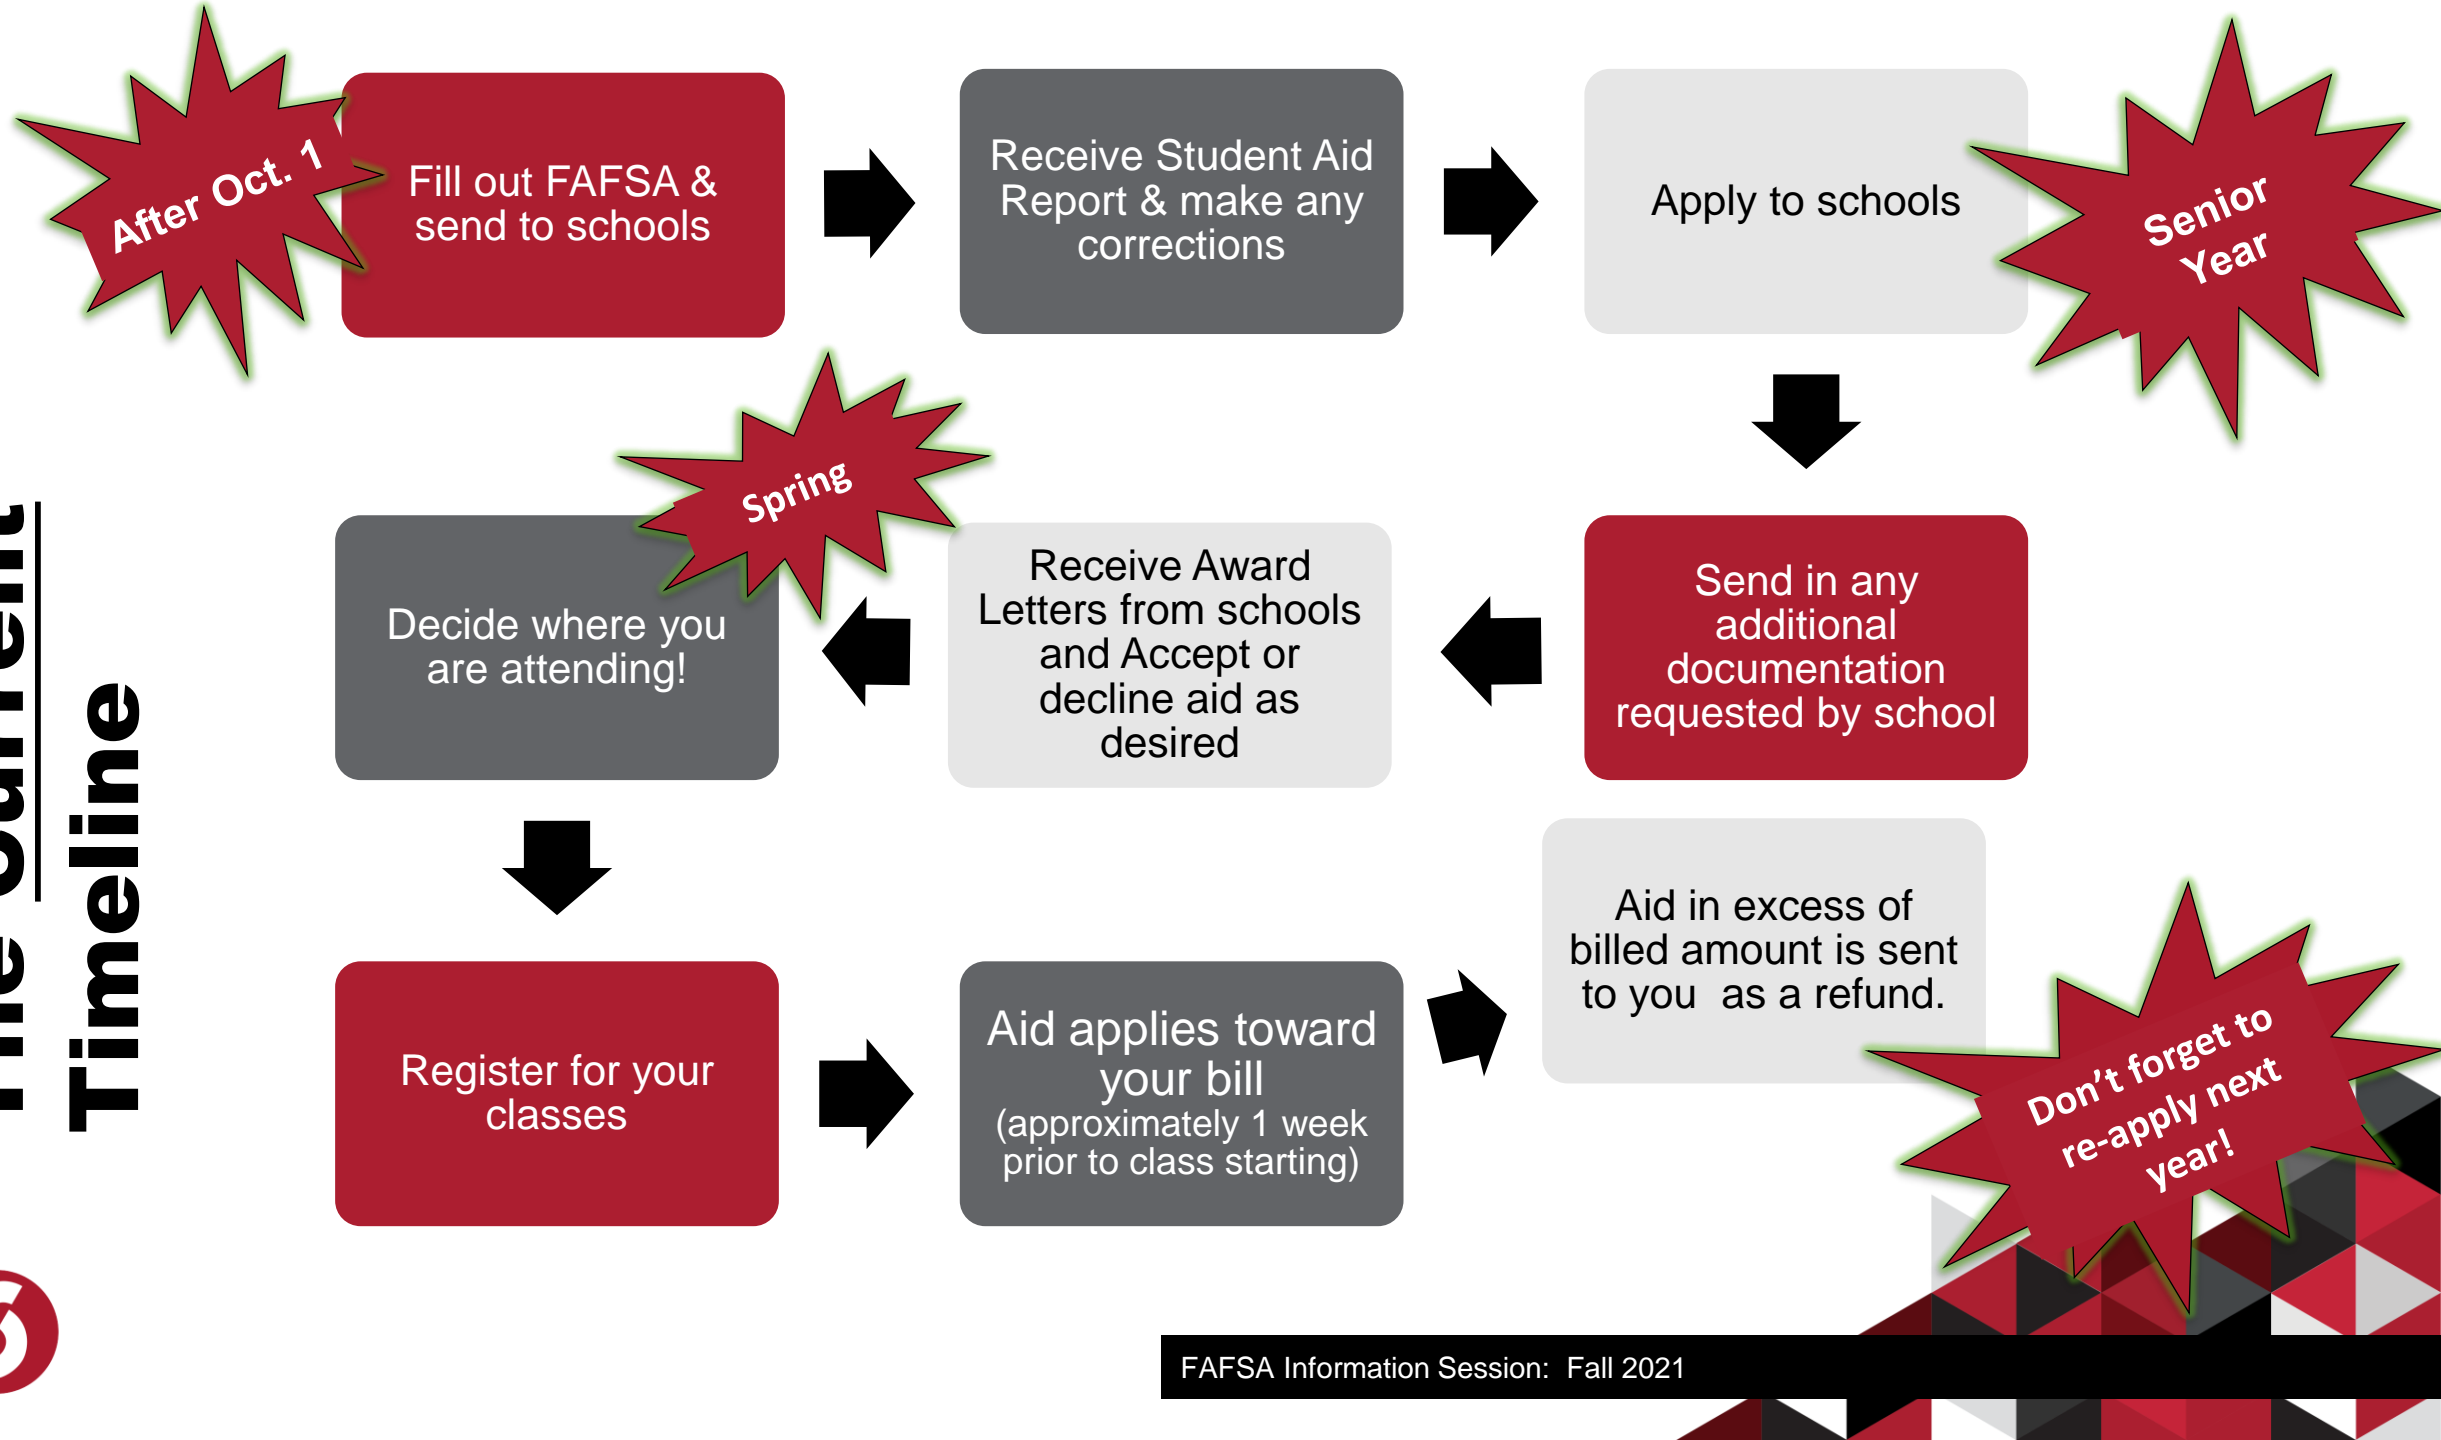 The Current
Timeline
After Oct. 1
Fill out FAFSA &
send to schools
Receive Student Aid
Report & make any
corrections
Apply to schools
Senior
Year
Send in any
additional
documentation
requested by school
Receive Award
Letters from schools
and Accept or
decline aid as
desired
Spring
Decide where you
are attending!
Register for your
classes
Aid applies toward
your bill
(approximately 1 week
prior to class starting)
Aid in excess of
billed amount is sent
to you as a refund.
Don't forget to
re-apply next
year!
FAFSA Information Session: Fall 2021